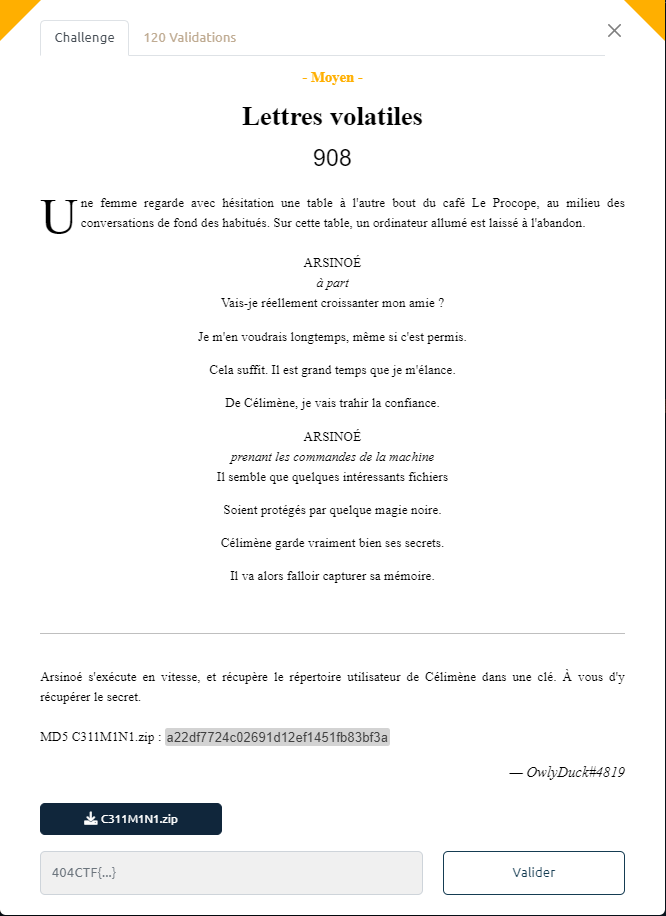 Challenge
120 Validations
- Moyen -
Lettres volatiles
908
Une femme regarde avec hésitation une table à l'autre bout du café Le Procope, au milieu des
conversations de fond des habitués. Sur cette table, un ordinateur allumé est laissé à l'abandon.
ARSINOÉ
à part
Vais-je réellement croissanter mon amie ?
Je m'en voudrais longtemps, même si c'est permis.
Cela suffit. Il est grand temps que je m'élance.
De Célimène, je vais trahir la confiance.
ARSINOÉ
prenant les commandes de la machine
Il semble que quelques intéressants fichiers
Soient protégés par quelque magie noire.
Célimène garde vraiment bien ses secrets.
Il va alors falloir capturer sa mémoire.
Arsinoé s'exécute en vitesse, et récupère le répertoire utilisateur de Célimène dans une clé. À vous d'y
récupérer le secret.
MD5 C311M1N1.zip : a22df7724c02691d12ef1451fb83bf3a
— OwlyDuck#4819
C311M1N1.zip
404CTF{...}
Valider